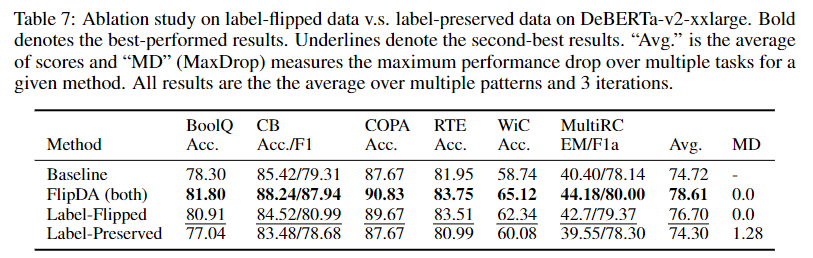 Table 7: Ablation study on label-flipped data v.s. label-preserved data on DeBERTa-v2-xxlarge. Bold
denotes the best-performed results. Underlines denote the second-best results. “Avg.” is the average
of scores and “MD” (MaxDrop) measures the maximum performance drop over multiple tasks for a
given method. All results are the the average over multiple patterns and 3 iterations.
BoolQ CB COPA RTE WiC MultiRC
Method Acc. Acc./F1 Acc. Acc. Acc. EM/F1a Avg. MD
Baseline 78.30 85.42/79.31 87.67 81.95 58.74 40.40/78.14 74.72 -
FlipDA (both) 81.80 88.24/87.94 90.83 83.75 65.12 44.18/80.00 78.61 0.0
Label-Flipped 80.91 84.52/80.99 89.67 83.51 62.34 42.7/79.37 76.70 0.0
Label-Preserved 77.04 83.48/78.68 87.67 80.99 60.08 39.55/78.30 74.30 1.28